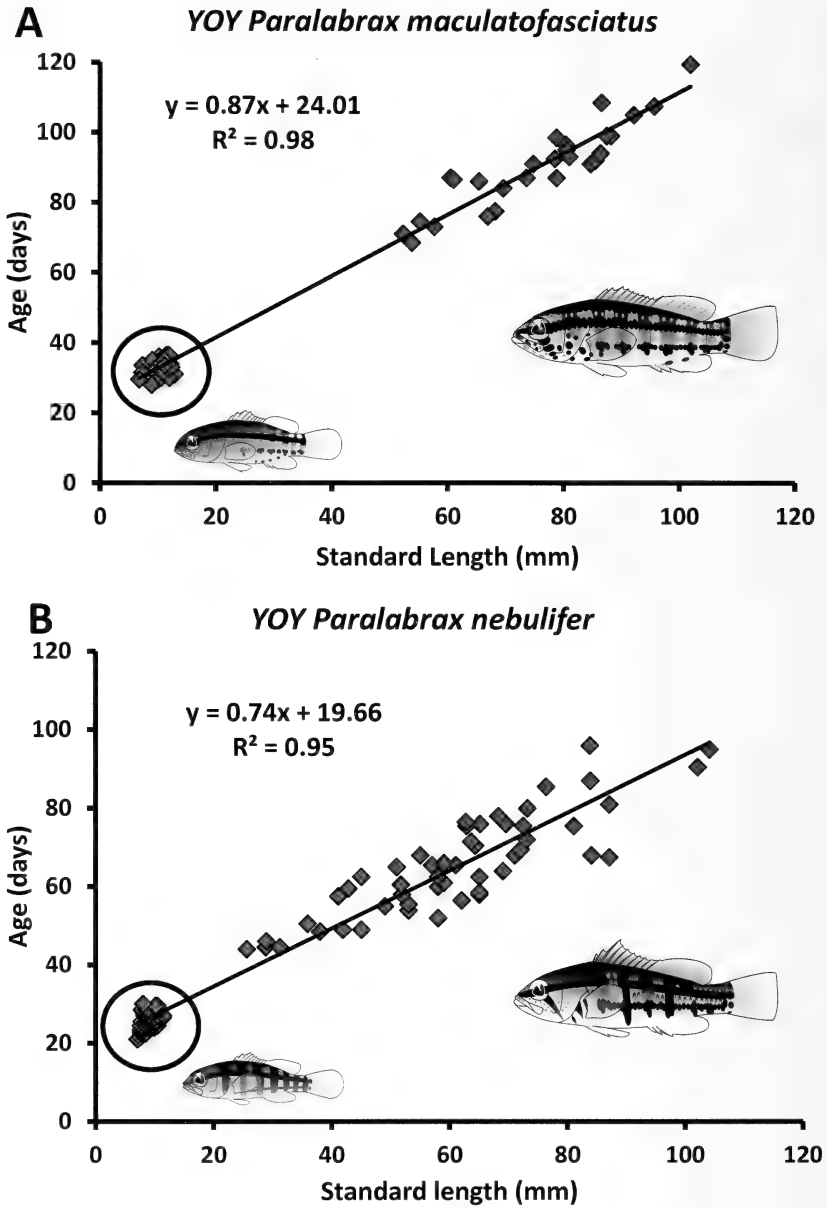 A
YOY Paralabrax maculatofasciatus
120
100
80
60
40
20
0
y = 0.87x + 24.01
R² = 0.98
Age (days)
0 20 40 60 80 100 120
Standard Length (mm)
B
YOY Paralabrax nebulifer
120
100
80
60
40
20
0
y = 0.74x + 19.66
R² = 0.95
Age (days)
0 20 40 60 80 100 120
Standard length (mm)